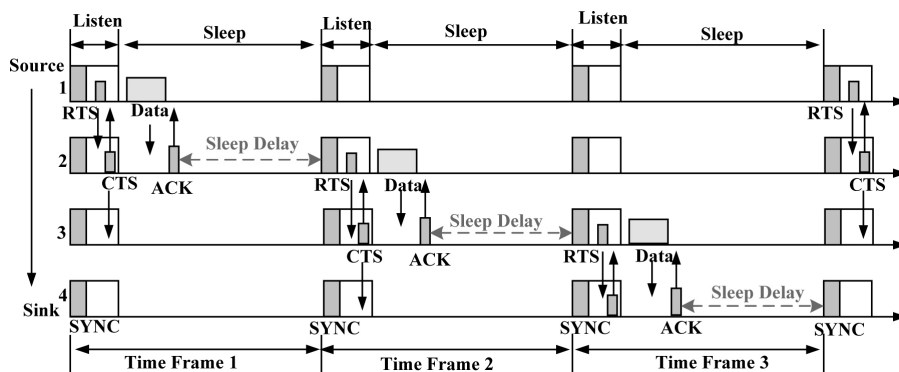 Listen Sleep Listen Sleep Listen Sleep
Source
1
RTS Data RTS
Sleep Delay
2
CTS ACK RTS Data CTS
Sleep Delay
3
CTS ACK RTS Data
Sleep Delay
4
Sink
SYNC SYNC SYNC ACK SYNC
Time Frame 1 Time Frame 2 Time Frame 3